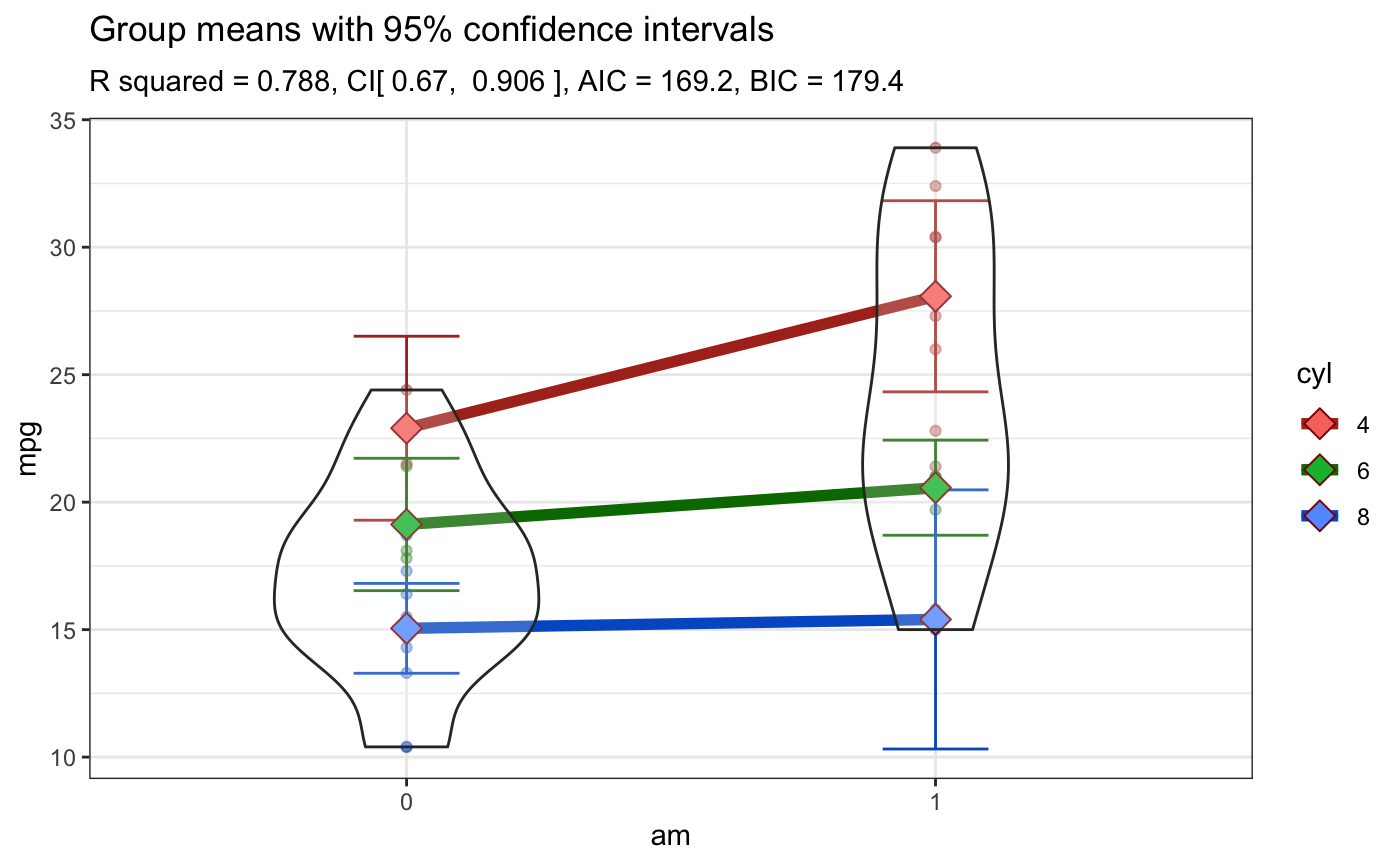 Group means with 95% confidence intervals
R squared = 0.788, CI[ 0.67,  0.906 ], AIC = 169.2, BIC = 179.4
35
30
25
20
15
10
mpg
0
1
am
cyl
4
6
8